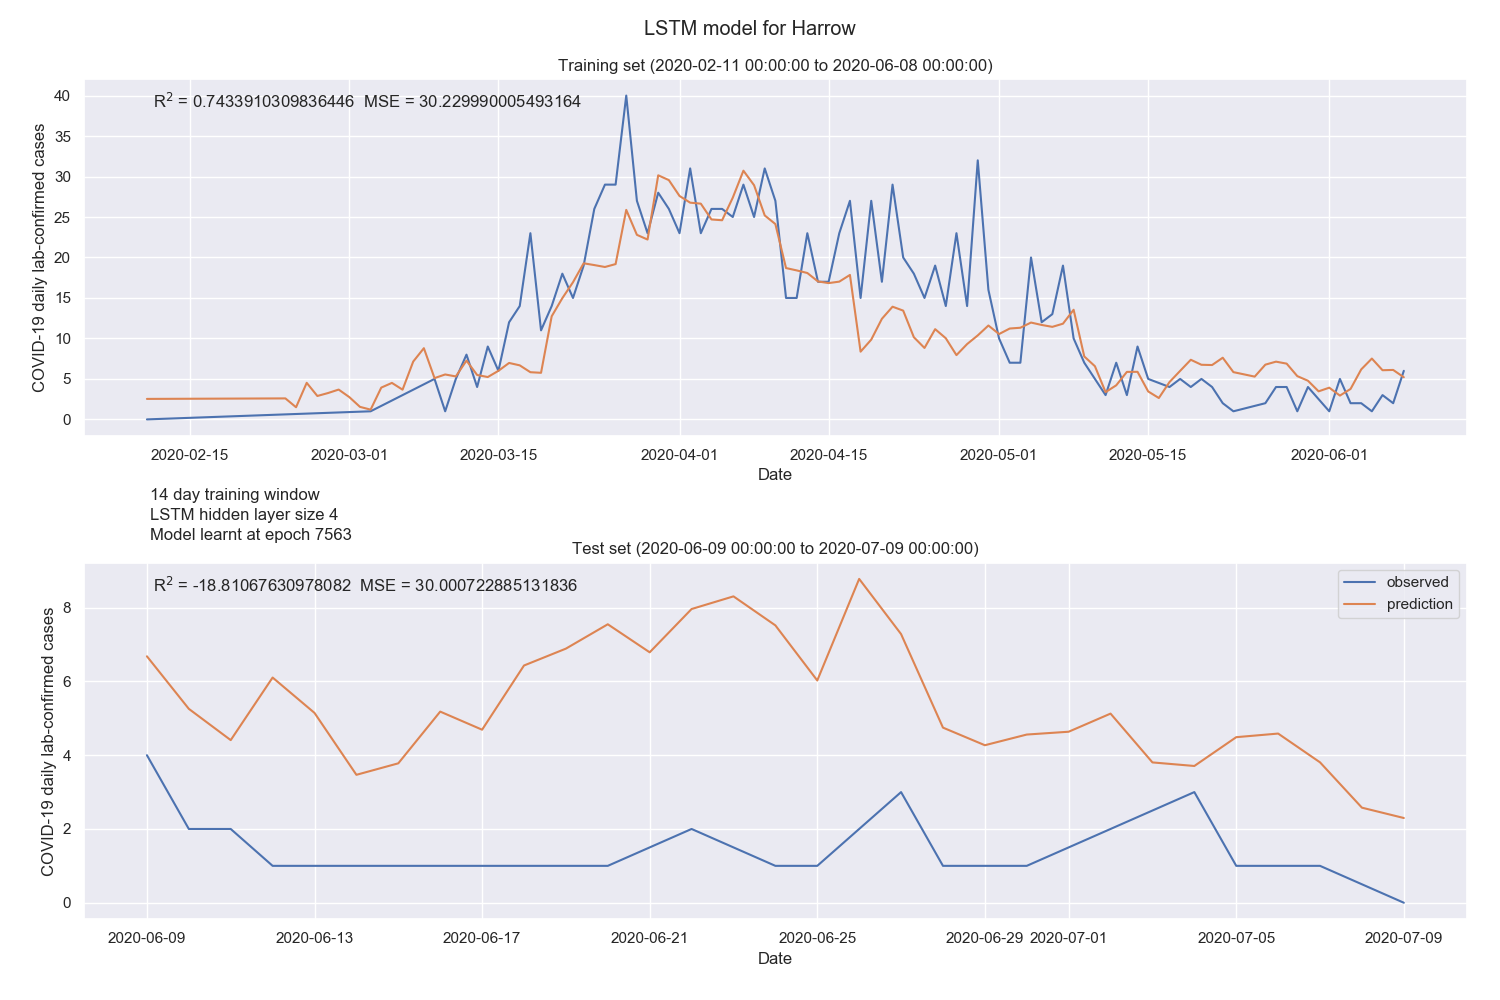 LSTM model for Harrow
Training set (2020-02-11 00:00:00 to 2020-06-08 00:00:00)
R² = 0.7433910309836446 MSE = 30.229990005493164
COVID-19 daily lab-confirmed cases
40
35
30
25
20
15
10
5
0
2020-02-15 2020-03-01 2020-03-15 2020-04-01 2020-04-15 2020-05-01 2020-05-15 2020-06-01
Date
14 day training window
LSTM hidden layer size 4
Model learnt at epoch 7563
Test set (2020-06-09 00:00:00 to 2020-07-09 00:00:00)
R² = -18.81067630978082 MSE = 30.000722885131836
observed
prediction
COVID-19 daily lab-confirmed cases
8
6
4
2
0
2020-06-09 2020-06-13 2020-06-17 2020-06-21 2020-06-25 2020-06-29 2020-07-01 2020-07-05 2020-07-09
Date